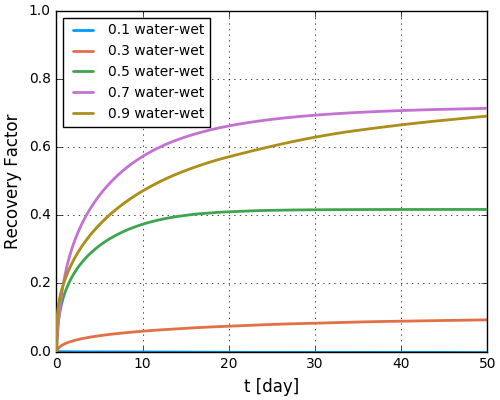 1.0
0.8
0.6
0.4
0.2
0.0
Recovery Factor
0.1 water-wet
0.3 water-wet
0.5 water-wet
0.7 water-wet
0.9 water-wet
0 10 20 30 40 50
t [day]